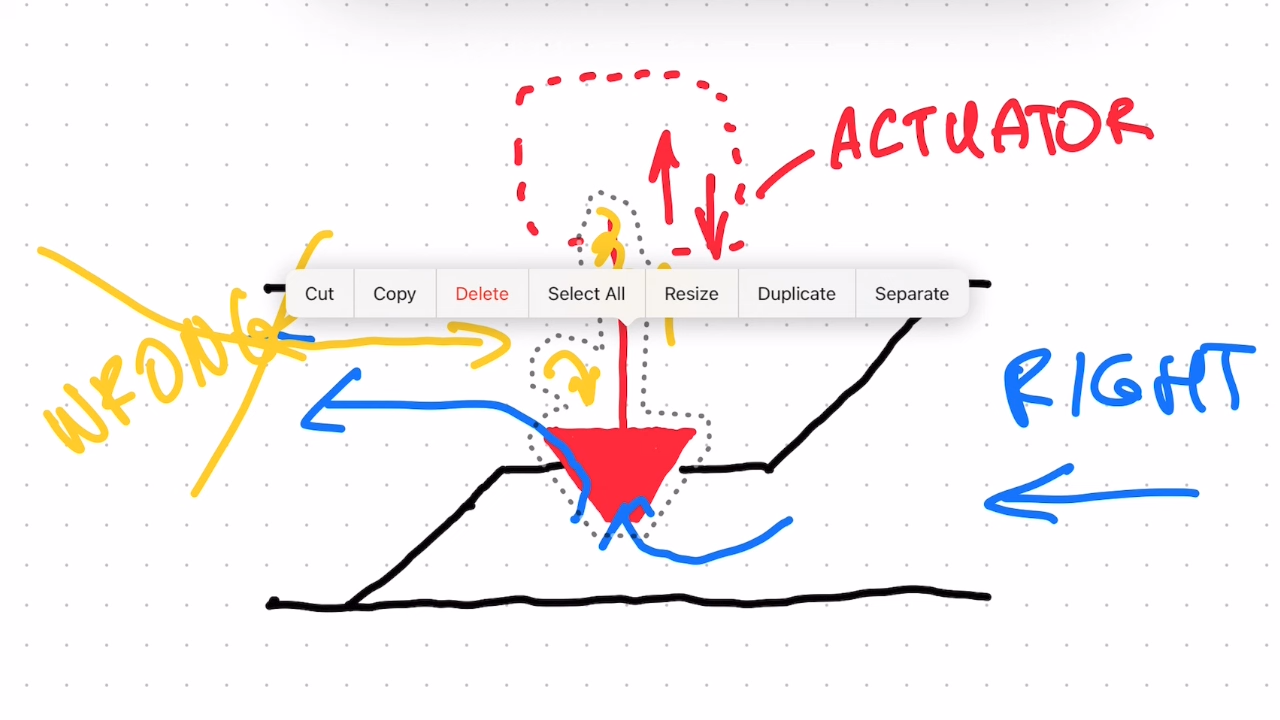 ACTUATOR
Cut Copy Delete Select All Resize Duplicate Separate
WRONG
RIGHT